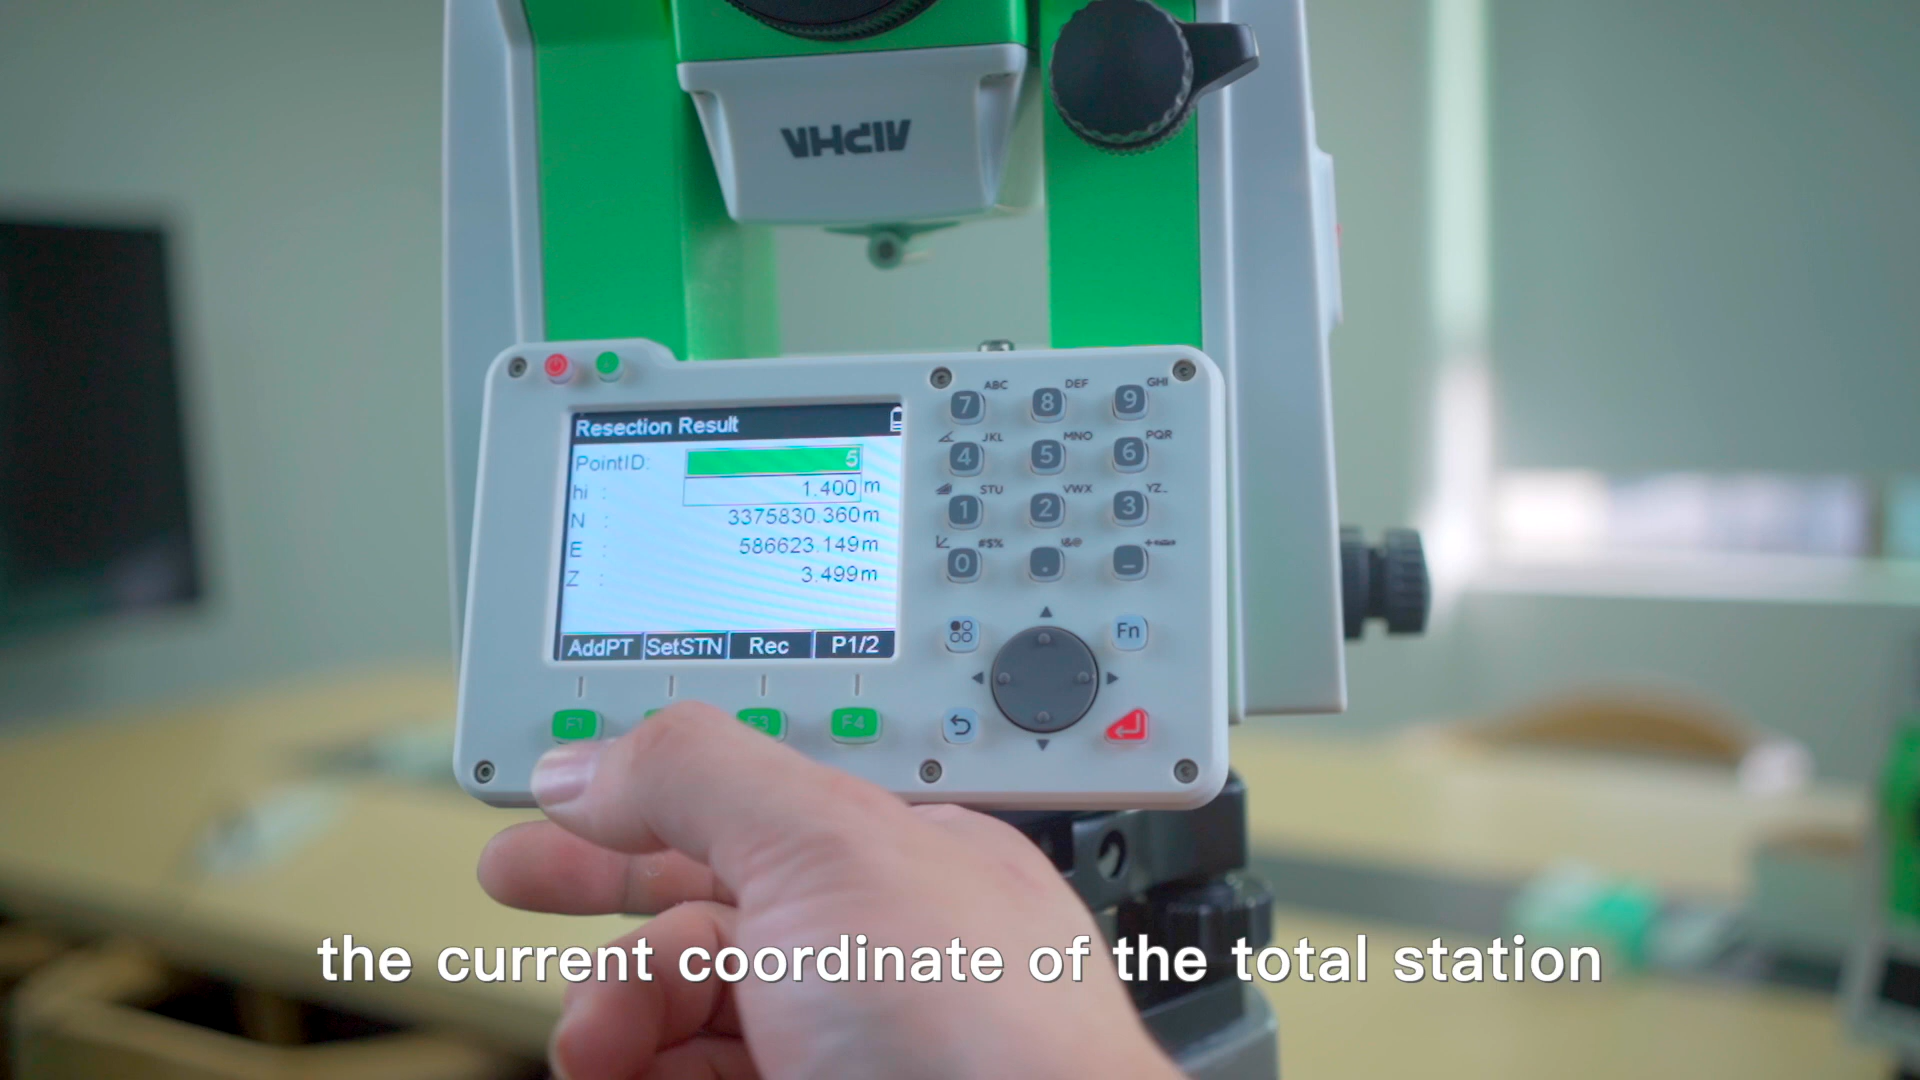 AlPHA
Resection Result
PointID: 5
hi : 1.400 m
N : 3375830.360m
E : 586623.149m
Z : 3.499m
AddPT SetSTN Rec P1/2
F1 F3 F4
ABC DEF GHI
7 8 9
JKL MNO PQR
4 5 6
STU VWX YZ_
1 2 3
#$%
0 . –
Fn
the current coordinate of the total station